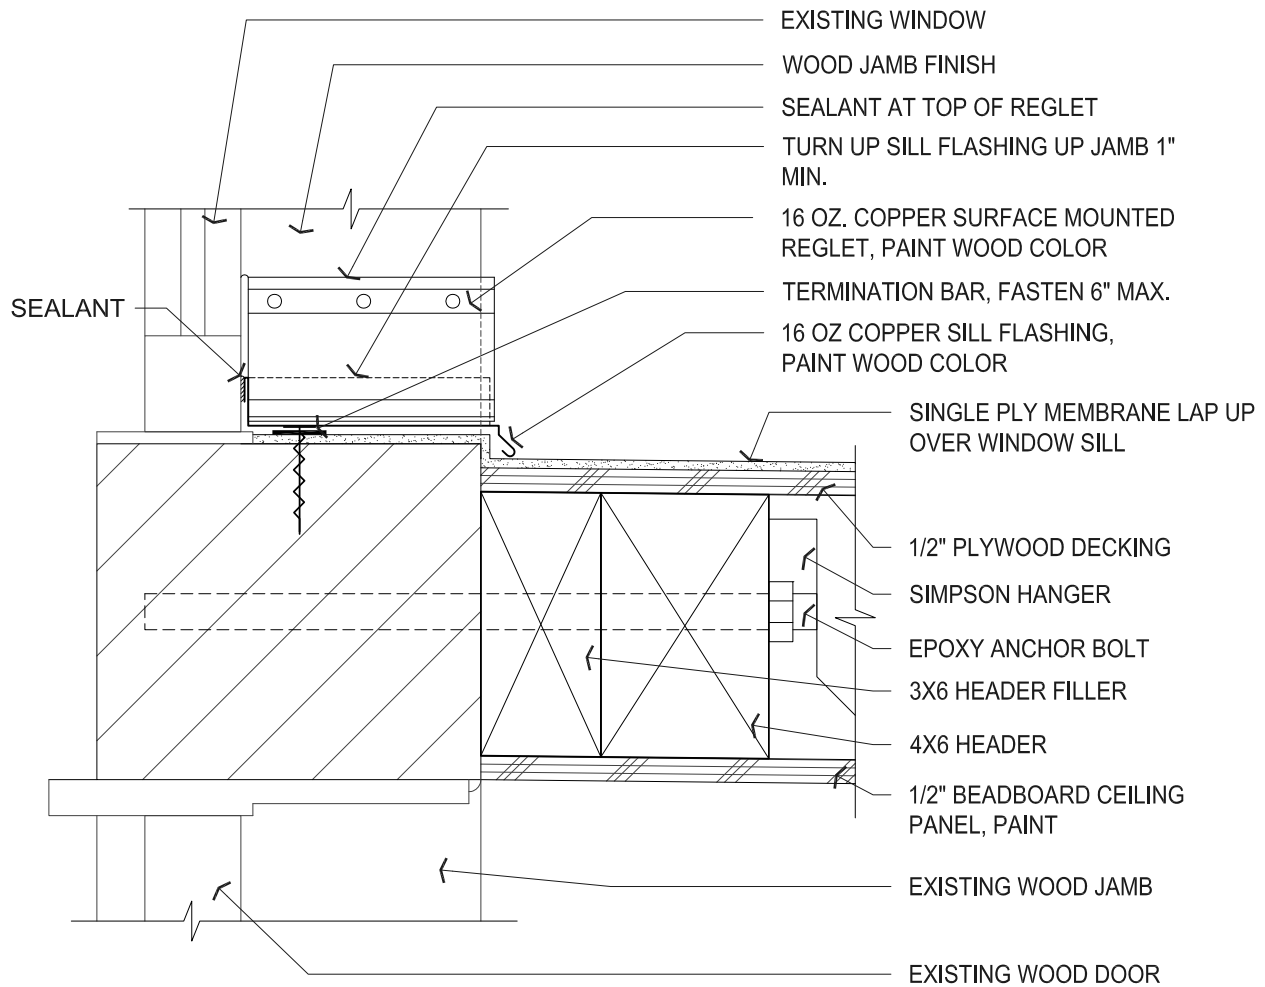 EXISTING WINDOW
WOOD JAMB FINISH
SEALANT AT TOP OF REGLET
TURN UP SILL FLASHING UP JAMB 1"
MIN.
16 OZ. COPPER SURFACE MOUNTED
REGLET, PAINT WOOD COLOR
SEALANT
TERMINATION BAR, FASTEN 6" MAX.
16 OZ COPPER SILL FLASHING,
PAINT WOOD COLOR
SINGLE PLY MEMBRANE LAP UP
OVER WINDOW SILL
1/2" PLYWOOD DECKING
SIMPSON HANGER
EPOXY ANCHOR BOLT
3X6 HEADER FILLER
4X6 HEADER
1/2" BEADBOARD CEILING
PANEL, PAINT
EXISTING WOOD JAMB
EXISTING WOOD DOOR